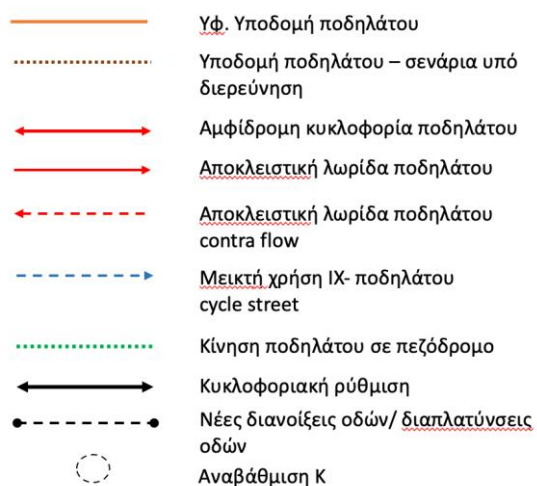 Υφ. Υποδομή ποδηλάτου
Υποδομή ποδηλάτου – σενάρια υπό
διερεύνηση
Αμφίδρομη κυκλοφορία ποδηλάτου
Αποκλειστική λωρίδα ποδηλάτου
Αποκλειστική λωρίδα ποδηλάτου
contra flow
Μεικτή χρήση ΙΧ- ποδηλάτου
cycle street
Κίνηση ποδηλάτου σε πεζόδρομο
Κυκλοφοριακή ρύθμιση
Νέες διανοίξεις οδών/ διαπλατύνσεις
οδών
Αναβάθμιση Κ